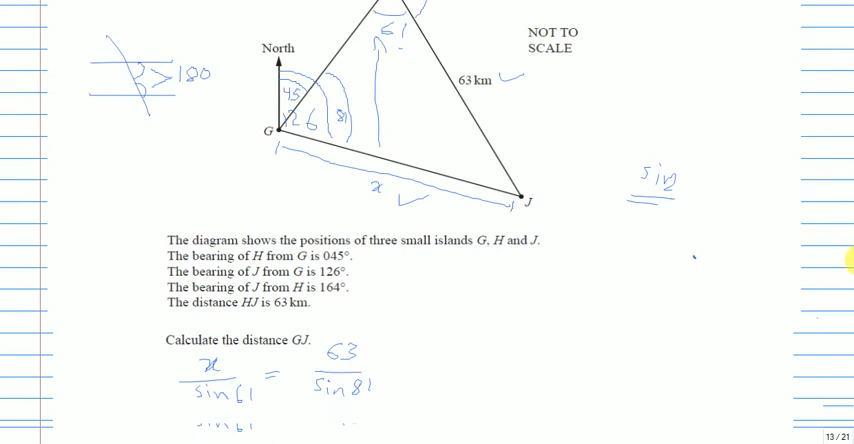 61
NOT TO
SCALE
North
180
63 km
45
126
81
G
x
J
sin
The diagram shows the positions of three small islands G, H and J.
The bearing of H from G is 045°.
The bearing of J from G is 126°.
The bearing of J from H is 164°.
The distance HJ is 63 km.
Calculate the distance GJ.
x / sin 61 = 63 / sin 81
13 / 21